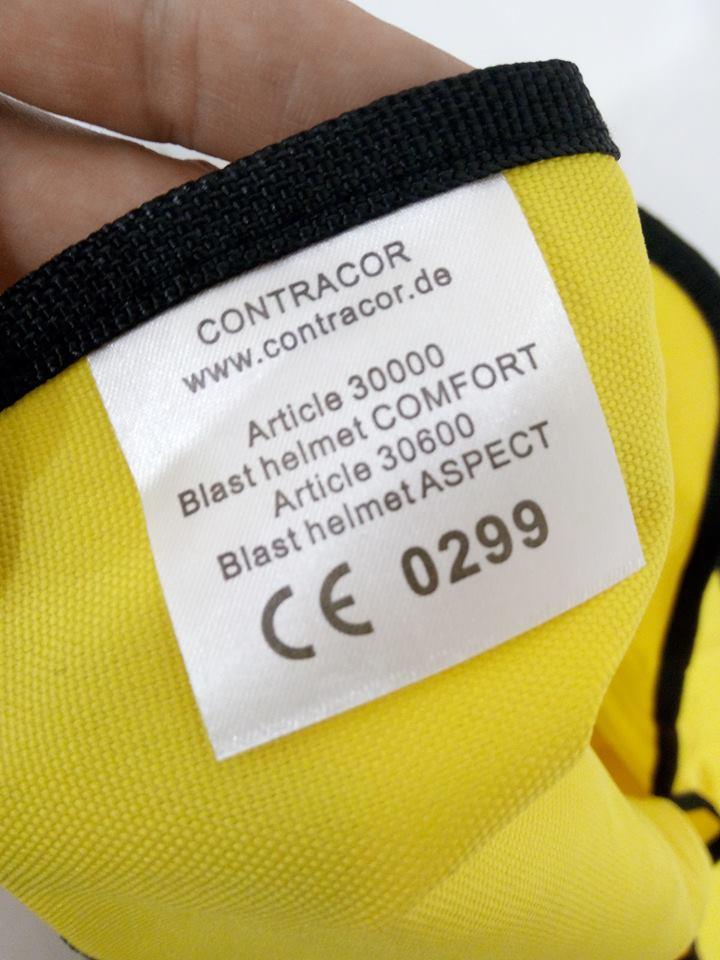 CONTRACOR
www.contracor.de
Article 30000
Blast helmet COMFORT
Article 30600
Blast helmet ASPECT
CE 0299